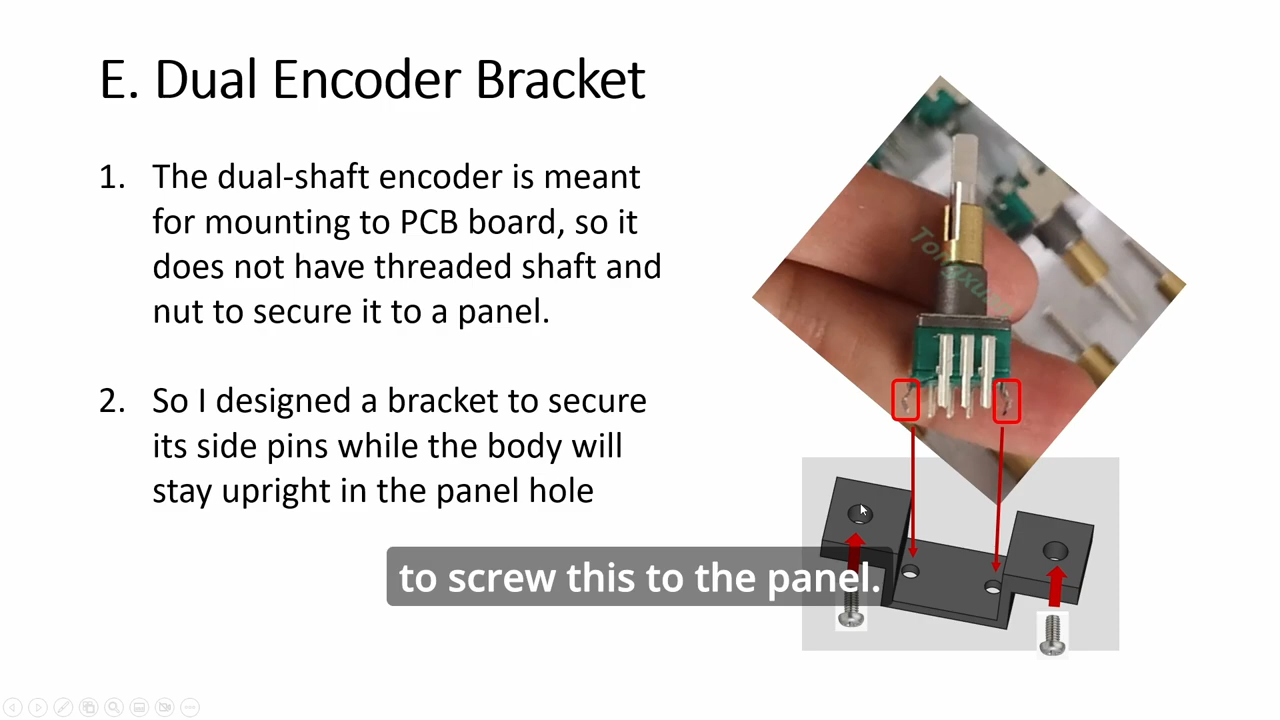 E. Dual Encoder Bracket
1. The dual-shaft encoder is meant
for mounting to PCB board, so it
does not have threaded shaft and
nut to secure it to a panel.
2. So I designed a bracket to secure
its side pins while the body will
stay upright in the panel hole
to screw this to the panel.